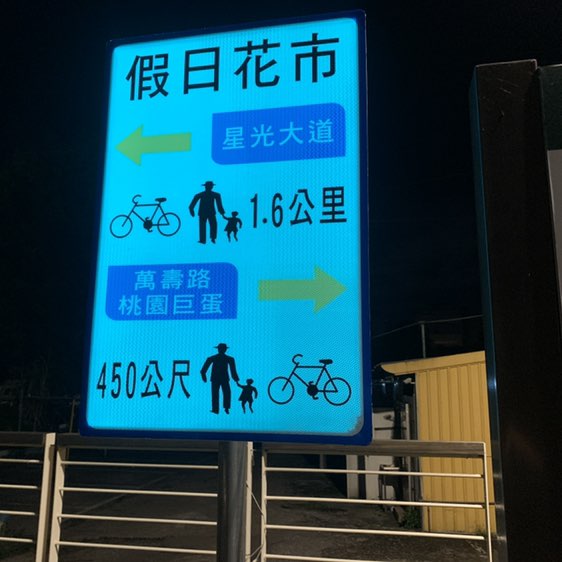 假日花市
星光大道
1.6公里
萬壽路
桃園巨蛋
450公尺